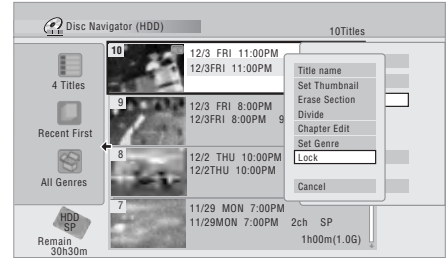 Disc Navigator (HDD)
10Titles
4 Titles
Recent First
All Genres
HDD
SP
Remain
30h30m
10
12/3 FRI 11:00PM
12/3FRI 11:00PM
9
12/3 FRI 8:00PM
12/3FRI 8:00PM 9
8
12/2 THU 10:00PM
12/2THU 10:00PM
7
11/29 MON 7:00PM
11/29MON 7:00PM 2ch SP
1h00m(1.0G)
Title name
Set Thumbnail
Erase Section
Divide
Chapter Edit
Set Genre
Lock
Cancel